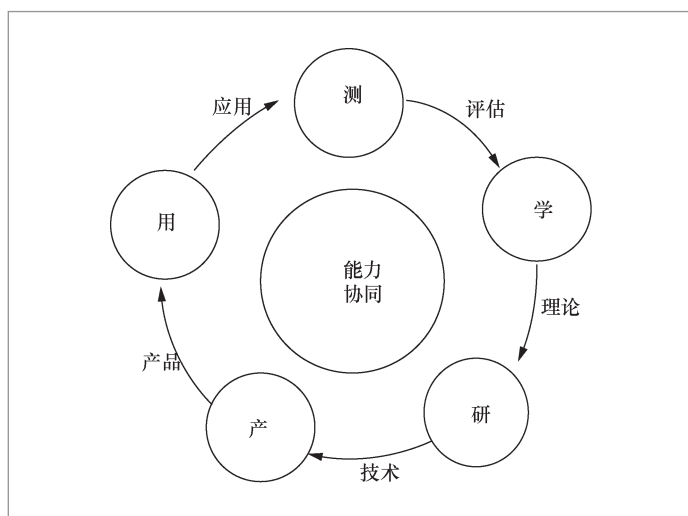 测
评估
学
理论
研
技术
产
产品
用
应用
能力
协同